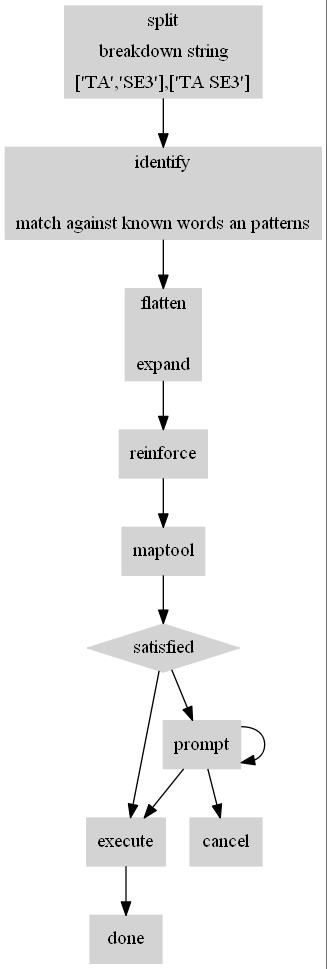 split
breakdown string
['TA','SE3'],['TA SE3']
identify
match against known words an patterns
flatten
expand
reinforce
maptool
satisfied
prompt
execute
cancel
done